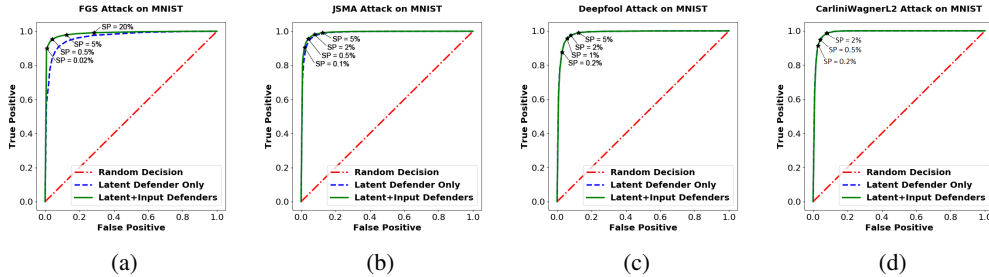 FGS Attack on MNIST
True Positive
1.0
0.8
0.6
0.4
0.2
0.0
SP = 20%
SP = 5%
SP = 0.5%
SP = 0.02%
Random Decision
Latent Defender Only
Latent+Input Defenders
0.0 0.2 0.4 0.6 0.8 1.0
False Positive
(a)
JSMA Attack on MNIST
True Positive
1.0
0.8
0.6
0.4
0.2
0.0
SP = 5%
SP = 2%
SP = 0.5%
SP = 0.1%
Random Decision
Latent Defender Only
Latent+Input Defenders
0.0 0.2 0.4 0.6 0.8 1.0
False Positive
(b)
Deepfool Attack on MNIST
True Positive
1.0
0.8
0.6
0.4
0.2
0.0
SP = 5%
SP = 2%
SP = 1%
SP = 0.2%
Random Decision
Latent Defender Only
Latent+Input Defenders
0.0 0.2 0.4 0.6 0.8 1.0
False Positive
(c)
CarliniWagnerL2 Attack on MNIST
True Positive
1.0
0.8
0.6
0.4
0.2
0.0
SP = 2%
SP = 0.5%
SP = 0.2%
Random Decision
Latent Defender Only
Latent+Input Defenders
0.0 0.2 0.4 0.6 0.8 1.0
False Positive
(d)